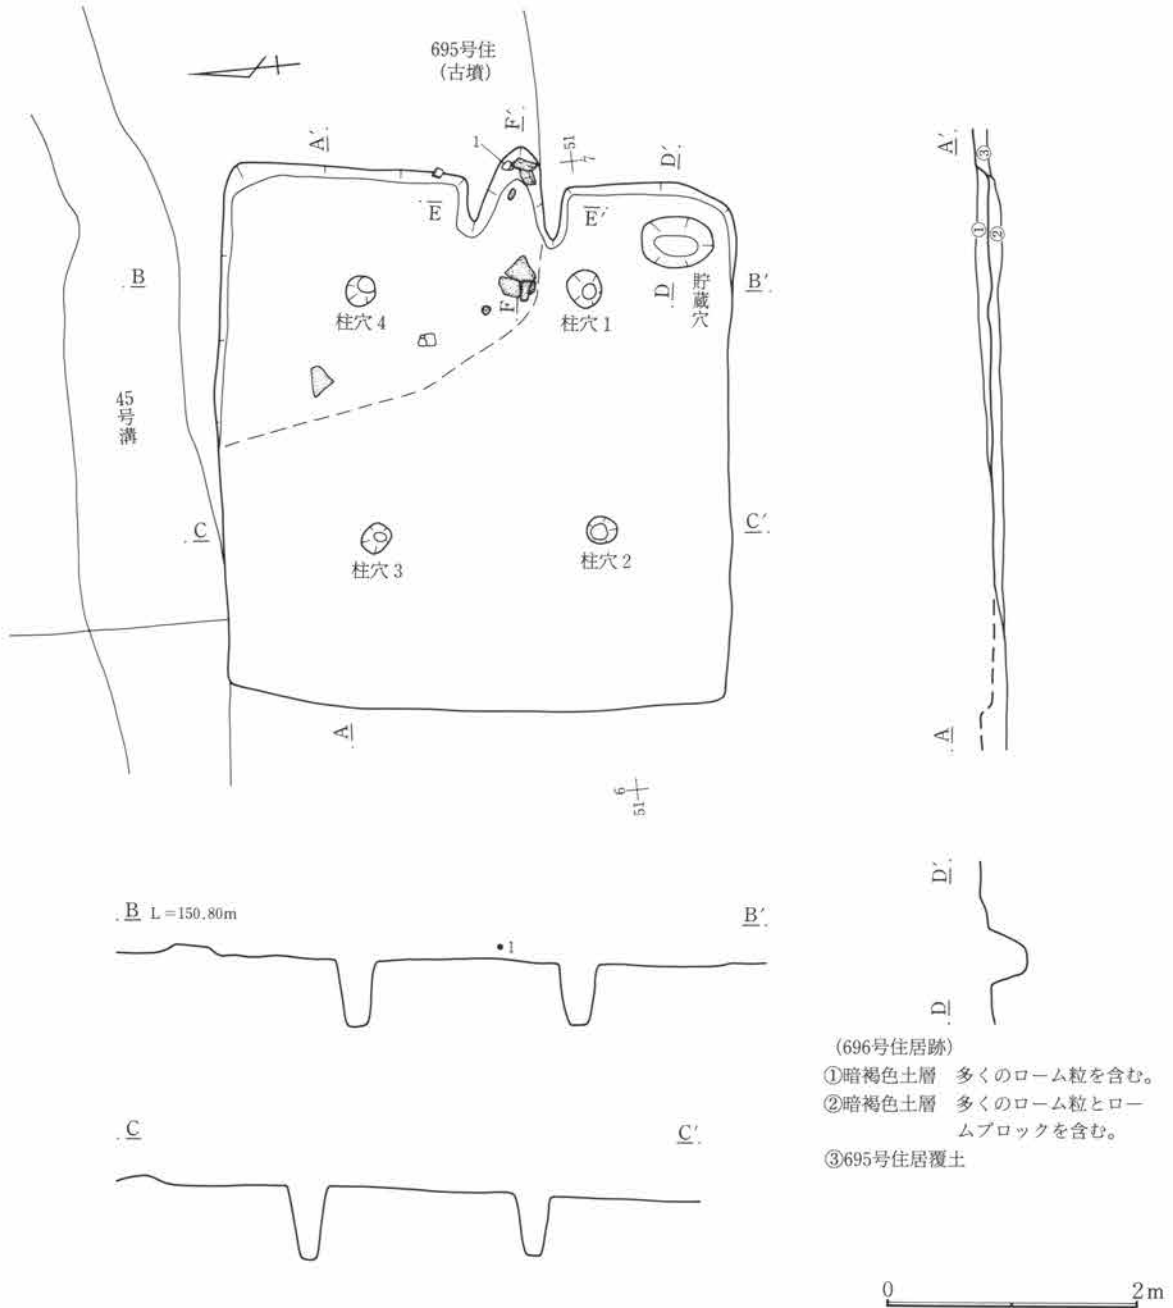 695号住
(古墳)
A′
F′
1
51
7
D′
E
E′
B
柱穴4
F
柱穴1
D
貯蔵穴
B′
45号溝
C
柱穴3
柱穴2
C′
A
6
51
A′
③
①
②
A
B L=150.80m
B′
1
D′
D
C
C′
(696号住居跡)
①暗褐色土層 多くのローム粒を含む。
②暗褐色土層 多くのローム粒とロー
ムブロックを含む。
③695号住居覆土
0 2m